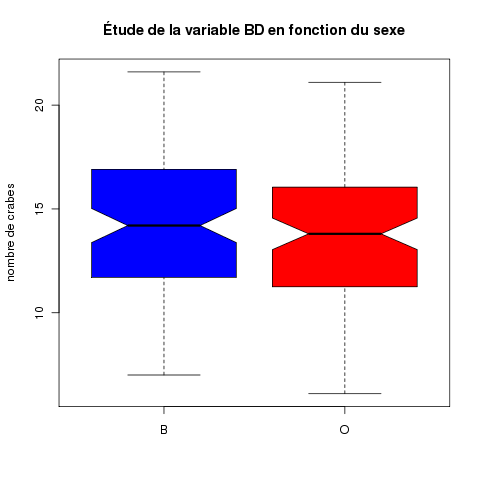 Étude de la variable BD en fonction du sexe
nombre de crabes
20
15
10
B
O